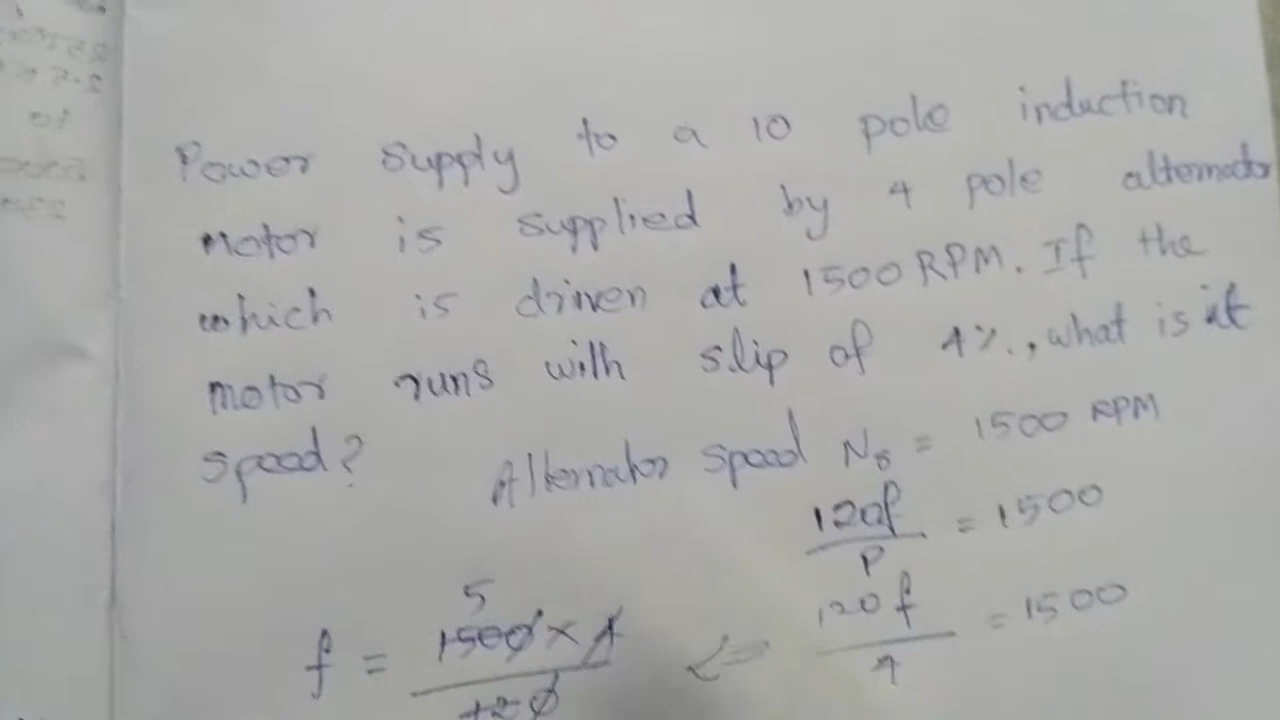 Power supply to a 10 pole induction
motor is supplied by 4 pole alternator
which is driven at 1500 RPM. If the
motor runs with slip of 4%., what is it
speed?
Alternator speed Ns = 1500 RPM
120f/P = 1500
120f/4 = 1500
f = 1500 × 4/120 <=
5